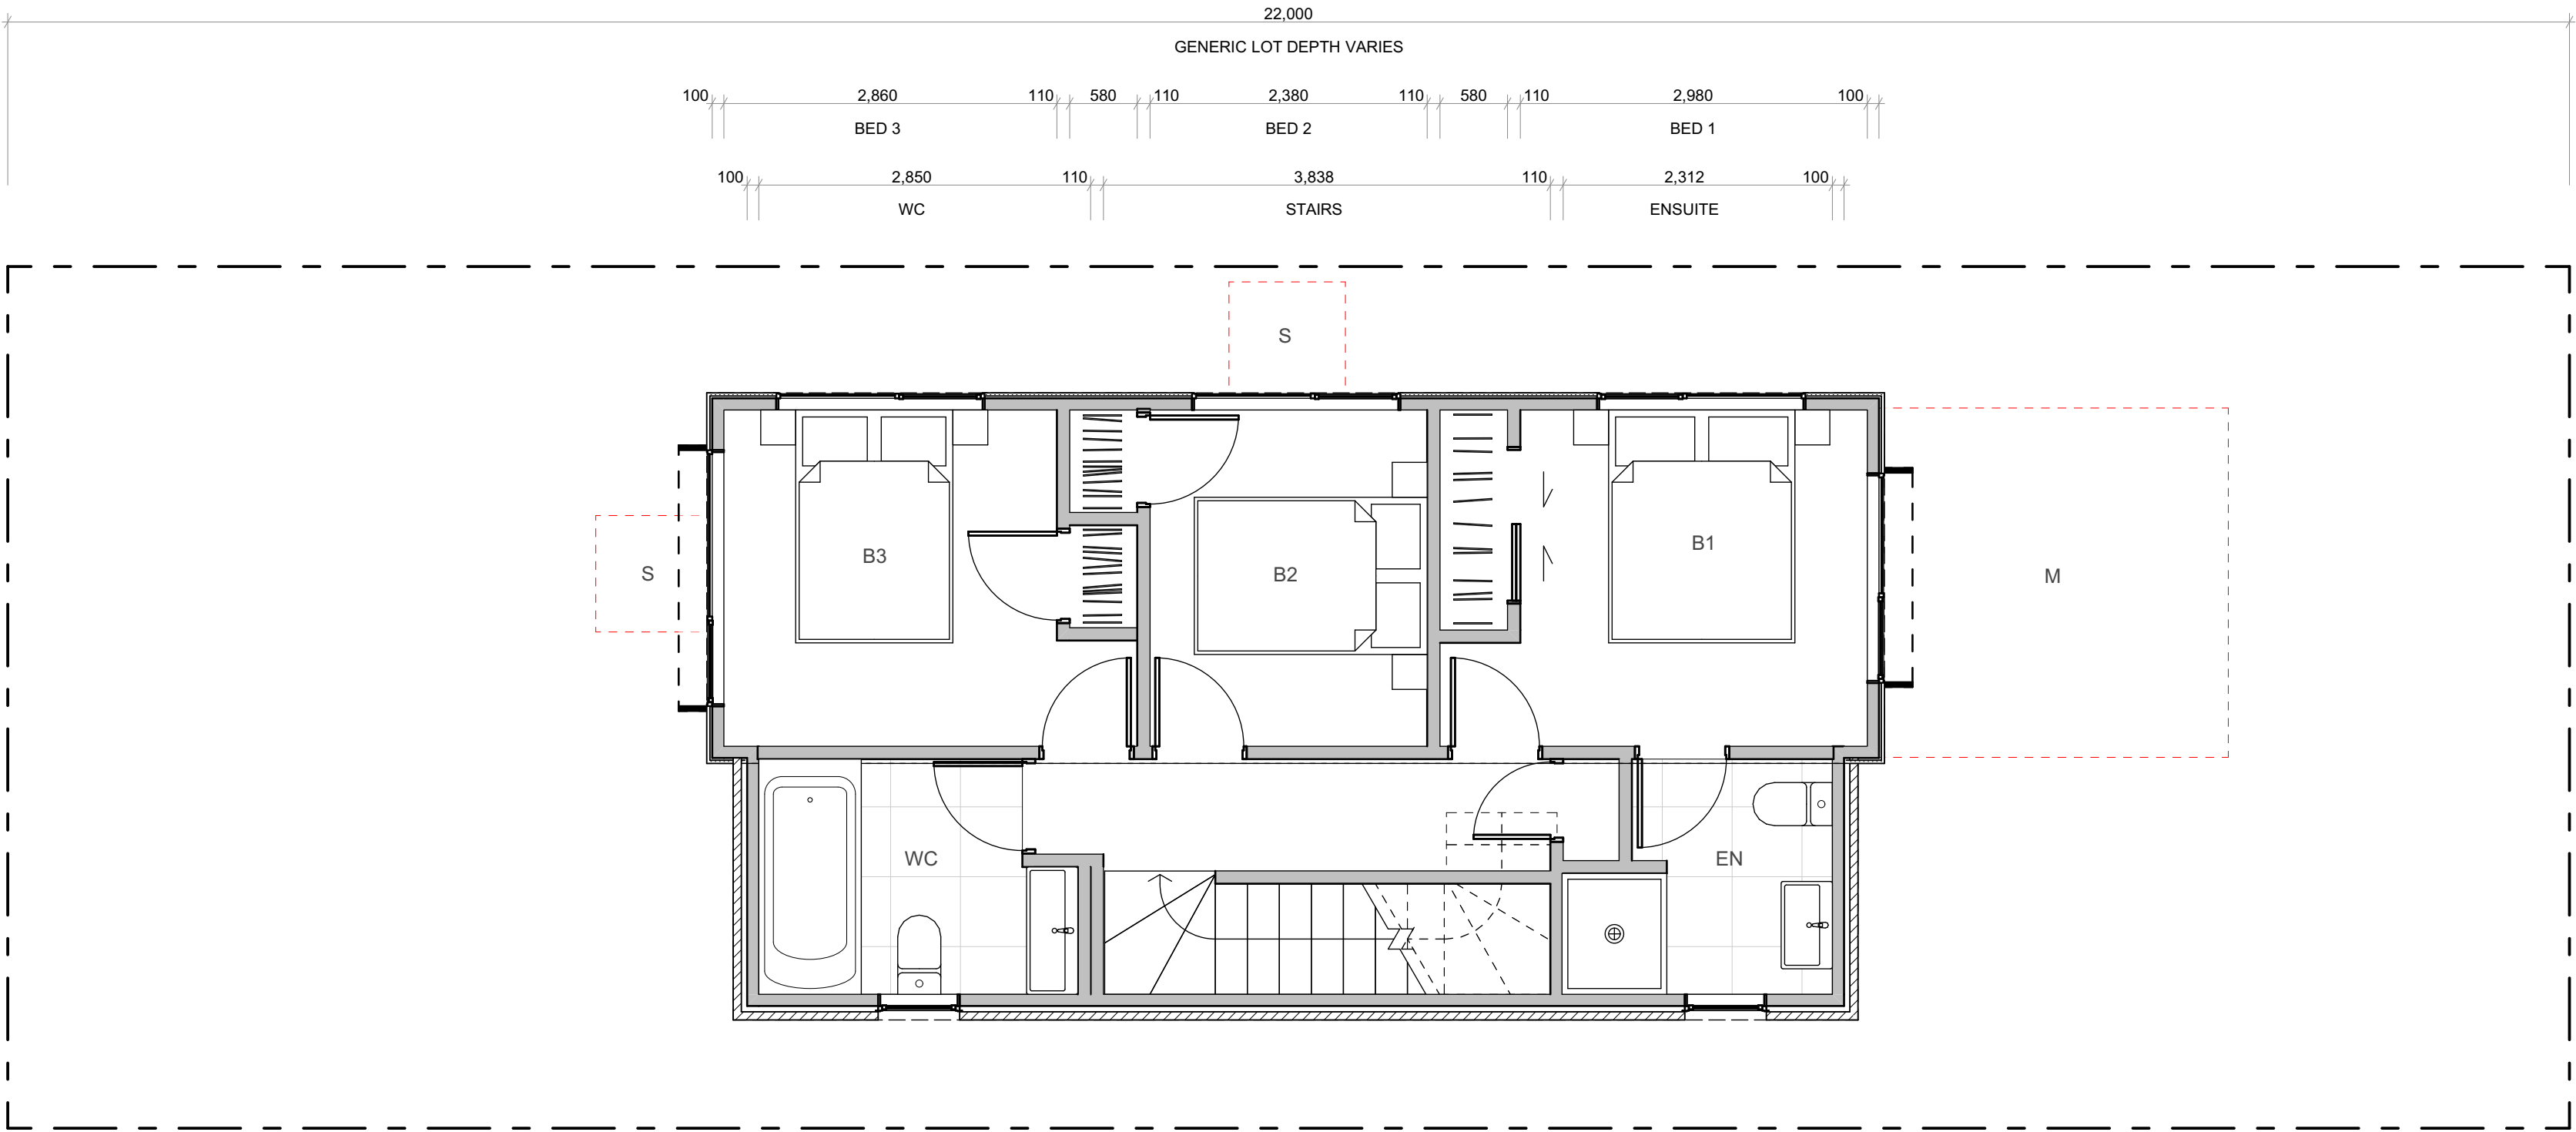 22,000
GENERIC LOT DEPTH VARIES
100 2,860 110 580 110 2,380 110 580 110 2,980 100
BED 3 BED 2 BED 1
100 2,850 110 3,838 110 2,312 100
WC STAIRS ENSUITE
S
B1
B3
S
B2
M
WC
EN